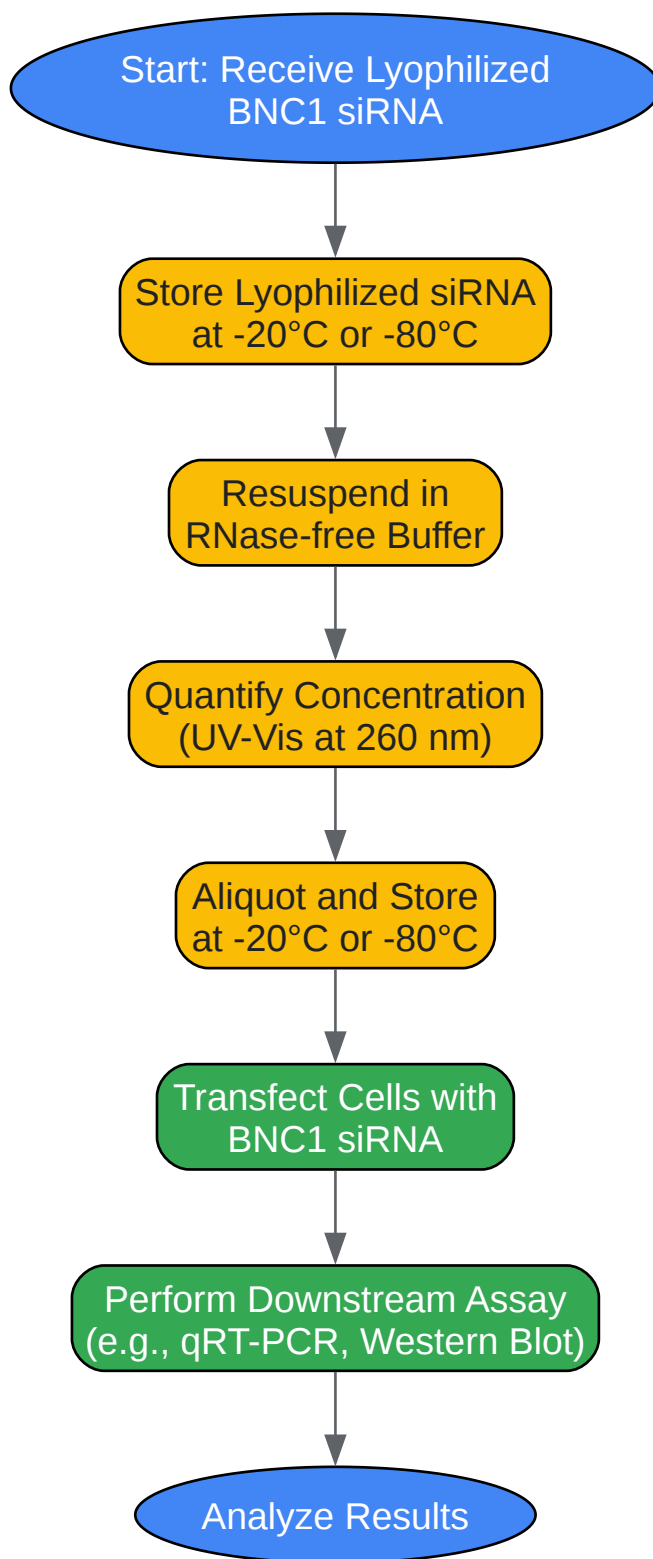 Start: Receive Lyophilized
BNC1 siRNA
Store Lyophilized siRNA
at -20°C or -80°C
Resuspend in
RNase-free Buffer
Quantify Concentration
(UV-Vis at 260 nm)
Aliquot and Store
at -20°C or -80°C
Transfect Cells with
BNC1 siRNA
Perform Downstream Assay
(e.g., qRT-PCR, Western Blot)
Analyze Results